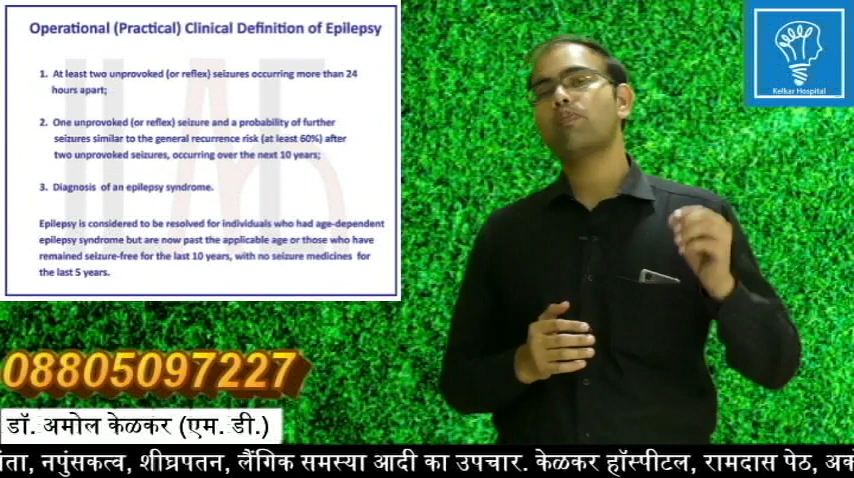 Operational (Practical) Clinical Definition of Epilepsy
1. At least two unprovoked (or reflex) seizures occurring more than 24
hours apart;
2. One unprovoked (or reflex) seizure and a probability of further
seizures similar to the general recurrence risk (at least 60%) after
two unprovoked seizures, occurring over the next 10 years;
3. Diagnosis of an epilepsy syndrome.
Epilepsy is considered to be resolved for individuals who had age-dependent
epilepsy syndrome but are now past the applicable age or those who have
remained seizure-free for the last 10 years, with no seizure medicines for
the last 5 years.
Kelkar Hospital
08805097227
डॉ. अमोल केळकर (एम. डी.)
नपुंसकत्व, शीघ्रपतन, लैंगिक समस्या आदी का उपचार. केळकर हॉस्पीटल, रामदास पेठ,